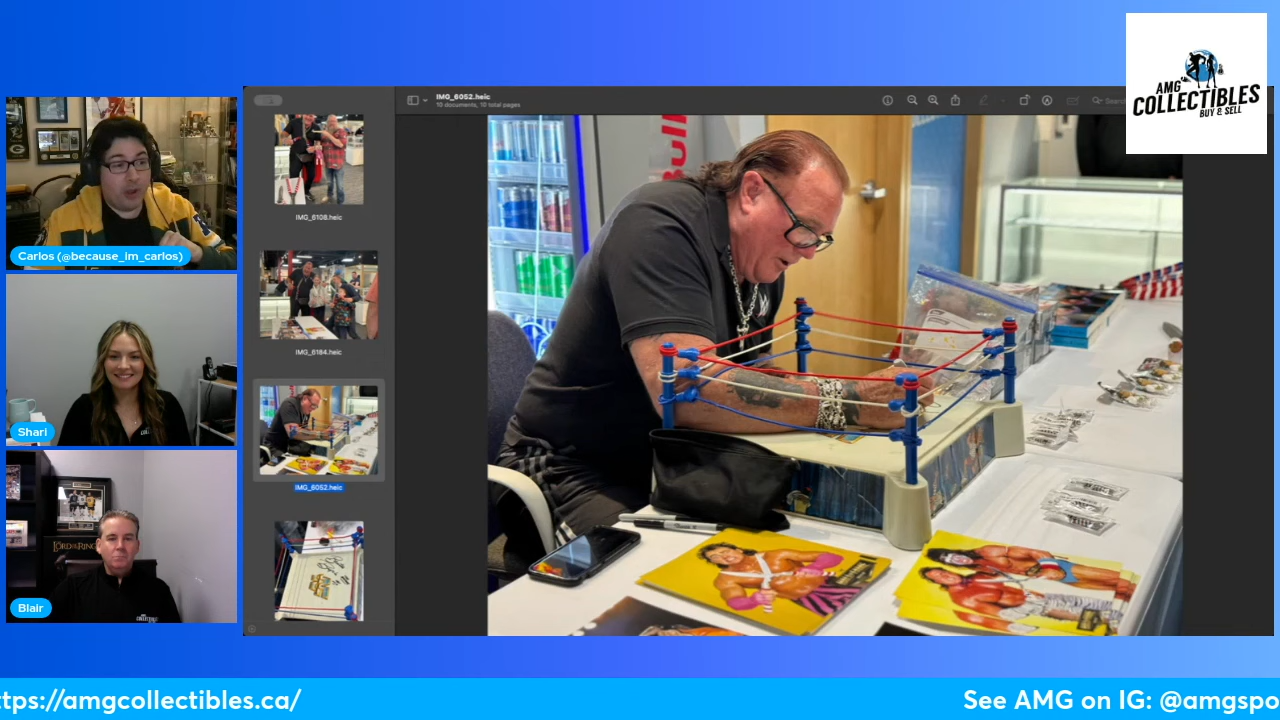 AMG
COLLECTIBLES
BUY & SELL
IMG_6052.heic
10 documents, 10 total pages
IMG_6108.heic
IMG_6184.heic
IMG_6052.heic
Carlos (@because_im_carlos)
Shari
Blair
ttps://amgcollectibles.ca/
See AMG on IG: @amgspo